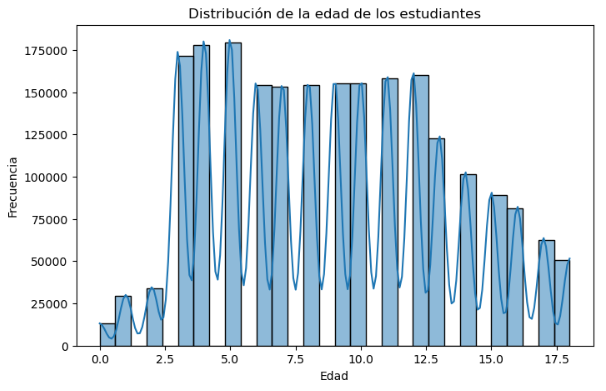 Distribución de la edad de los estudiantes
Frecuencia
175000
150000
125000
100000
75000
50000
25000
0
0.0 2.5 5.0 7.5 10.0 12.5 15.0 17.5
Edad